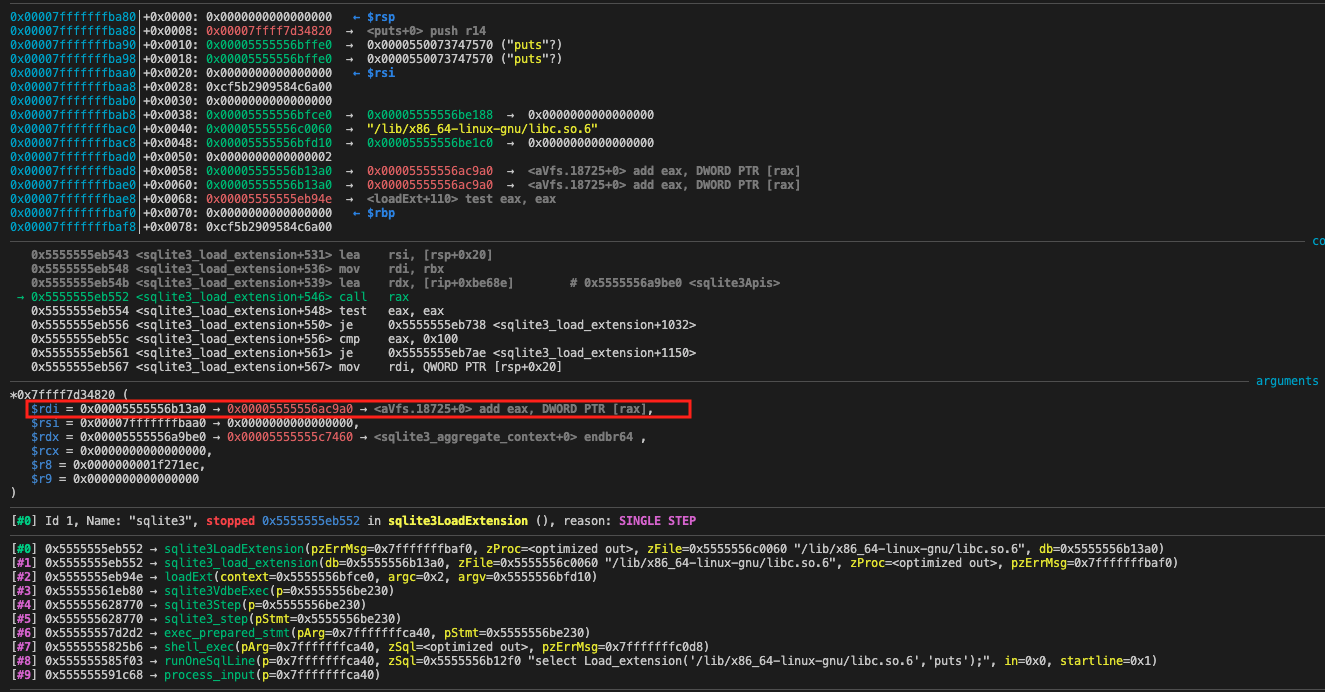 0x00007fffffffba80│+0x0000: 0x0000000000000000   ← $rsp
0x00007fffffffba88│+0x0008: 0x00007ffff7d34820  →  <puts+0> push r14
0x00007fffffffba90│+0x0010: 0x00005555556bffe0  →  0x0000550073747570 ("puts"?)
0x00007fffffffba98│+0x0018: 0x00005555556bffe0  →  0x0000550073747570 ("puts"?)
0x00007fffffffbaa0│+0x0020: 0x0000000000000000   ← $rsi
0x00007fffffffbaa8│+0x0028: 0xcf5b2909584c6a00
0x00007fffffffbab0│+0x0030: 0x0000000000000000
0x00007fffffffbab8│+0x0038: 0x00005555556bfce0  →  0x00005555556be188  →  0x0000000000000000
0x00007fffffffbac0│+0x0040: 0x00005555556c0060  →  "/lib/x86_64-linux-gnu/libc.so.6"
0x00007fffffffbac8│+0x0048: 0x00005555556bfd10  →  0x00005555556be1c0  →  0x0000000000000000
0x00007fffffffbad0│+0x0050: 0x0000000000000002
0x00007fffffffbad8│+0x0058: 0x00005555556b13a0  →  0x00005555556ac9a0  →  <aVfs.18725+0> add eax, DWORD PTR [rax]
0x00007fffffffbae0│+0x0060: 0x00005555556b13a0  →  0x00005555556ac9a0  →  <aVfs.18725+0> add eax, DWORD PTR [rax]
0x00007fffffffbae8│+0x0068: 0x00005555555eb94e  →  <loadExt+110> test eax, eax
0x00007fffffffbaf0│+0x0070: 0x0000000000000000   ← $rbp
0x00007fffffffbaf8│+0x0078: 0xcf5b2909584c6a00
co
0x5555555eb543 <sqlite3_load_extension+531> lea    rsi, [rsp+0x20]
0x5555555eb548 <sqlite3_load_extension+536> mov    rdi, rbx
0x5555555eb54b <sqlite3_load_extension+539> lea    rdx, [rip+0xbe68e]        # 0x5555556a9be0 <sqlite3Apis>
→ 0x5555555eb552 <sqlite3_load_extension+546> call   rax
0x5555555eb554 <sqlite3_load_extension+548> test   eax, eax
0x5555555eb556 <sqlite3_load_extension+550> je     0x5555555eb738 <sqlite3_load_extension+1032>
0x5555555eb55c <sqlite3_load_extension+556> cmp    eax, 0x100
0x5555555eb561 <sqlite3_load_extension+561> je     0x5555555eb7ae <sqlite3_load_extension+1150>
0x5555555eb567 <sqlite3_load_extension+567> mov    rdi, QWORD PTR [rsp+0x20]
arguments
*0x7ffff7d34820 (
$rdi = 0x00005555556b13a0 → 0x00005555556ac9a0 → <aVfs.18725+0> add eax, DWORD PTR [rax],
$rsi = 0x00007fffffffbaa0 → 0x0000000000000000,
$rdx = 0x00005555556a9be0 → 0x00005555555c7460 → <sqlite3_aggregate_context+0> endbr64 ,
$rcx = 0x0000000000000000,
$r8 = 0x0000000001f271ec,
$r9 = 0x0000000000000000
)
[#0] Id 1, Name: "sqlite3", stopped 0x5555555eb552 in sqlite3LoadExtension (), reason: SINGLE STEP
[#0] 0x5555555eb552 → sqlite3LoadExtension(pzErrMsg=0x7fffffffbaf0, zProc=<optimized out>, zFile=0x5555556c0060 "/lib/x86_64-linux-gnu/libc.so.6", db=0x5555556b13a0)
[#1] 0x5555555eb552 → sqlite3_load_extension(db=0x5555556b13a0, zFile=0x5555556c0060 "/lib/x86_64-linux-gnu/libc.so.6", zProc=<optimized out>, pzErrMsg=0x7fffffffbaf0)
[#2] 0x5555555eb94e → loadExt(context=0x5555556bfce0, argc=0x2, argv=0x5555556bfd10)
[#3] 0x55555561eb80 → sqlite3VdbeExec(p=0x5555556be230)
[#4] 0x555555628770 → sqlite3Step(p=0x5555556be230)
[#5] 0x555555628770 → sqlite3_step(pStmt=0x5555556be230)
[#6] 0x55555557d2d2 → exec_prepared_stmt(pArg=0x7fffffffca40, pStmt=0x5555556be230)
[#7] 0x5555555825b6 → shell_exec(pArg=0x7fffffffca40, zSql=<optimized out>, pzErrMsg=0x7fffffffc0d8)
[#8] 0x555555585f03 → runOneSqlLine(p=0x7fffffffca40, zSql=0x5555556b12f0 "select Load_extension('/lib/x86_64-linux-gnu/libc.so.6','puts');", in=0x0, startline=0x1)
[#9] 0x555555591c68 → process_input(p=0x7fffffffca40)